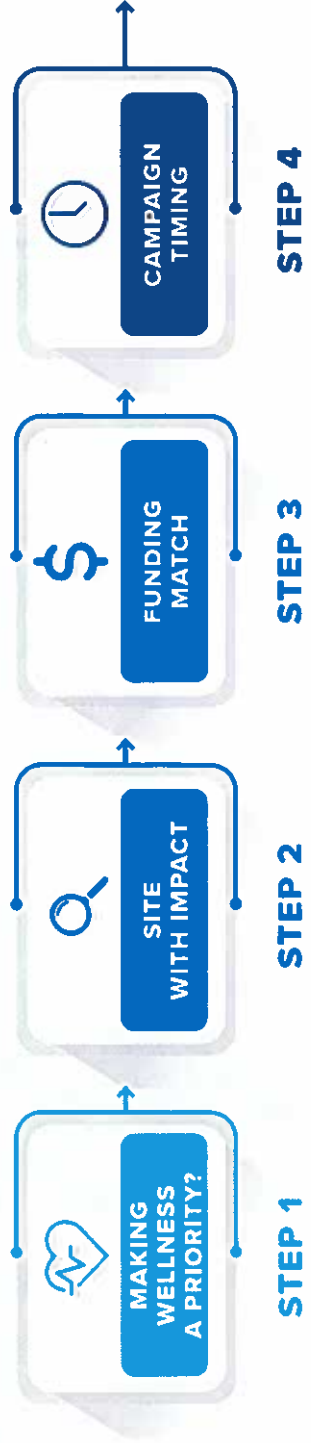 MAKING
WELLNESS
A PRIORITY?
STEP 1
SITE
WITH IMPACT
STEP 2
$
FUNDING
MATCH
STEP 3
CAMPAIGN
TIMING
STEP 4